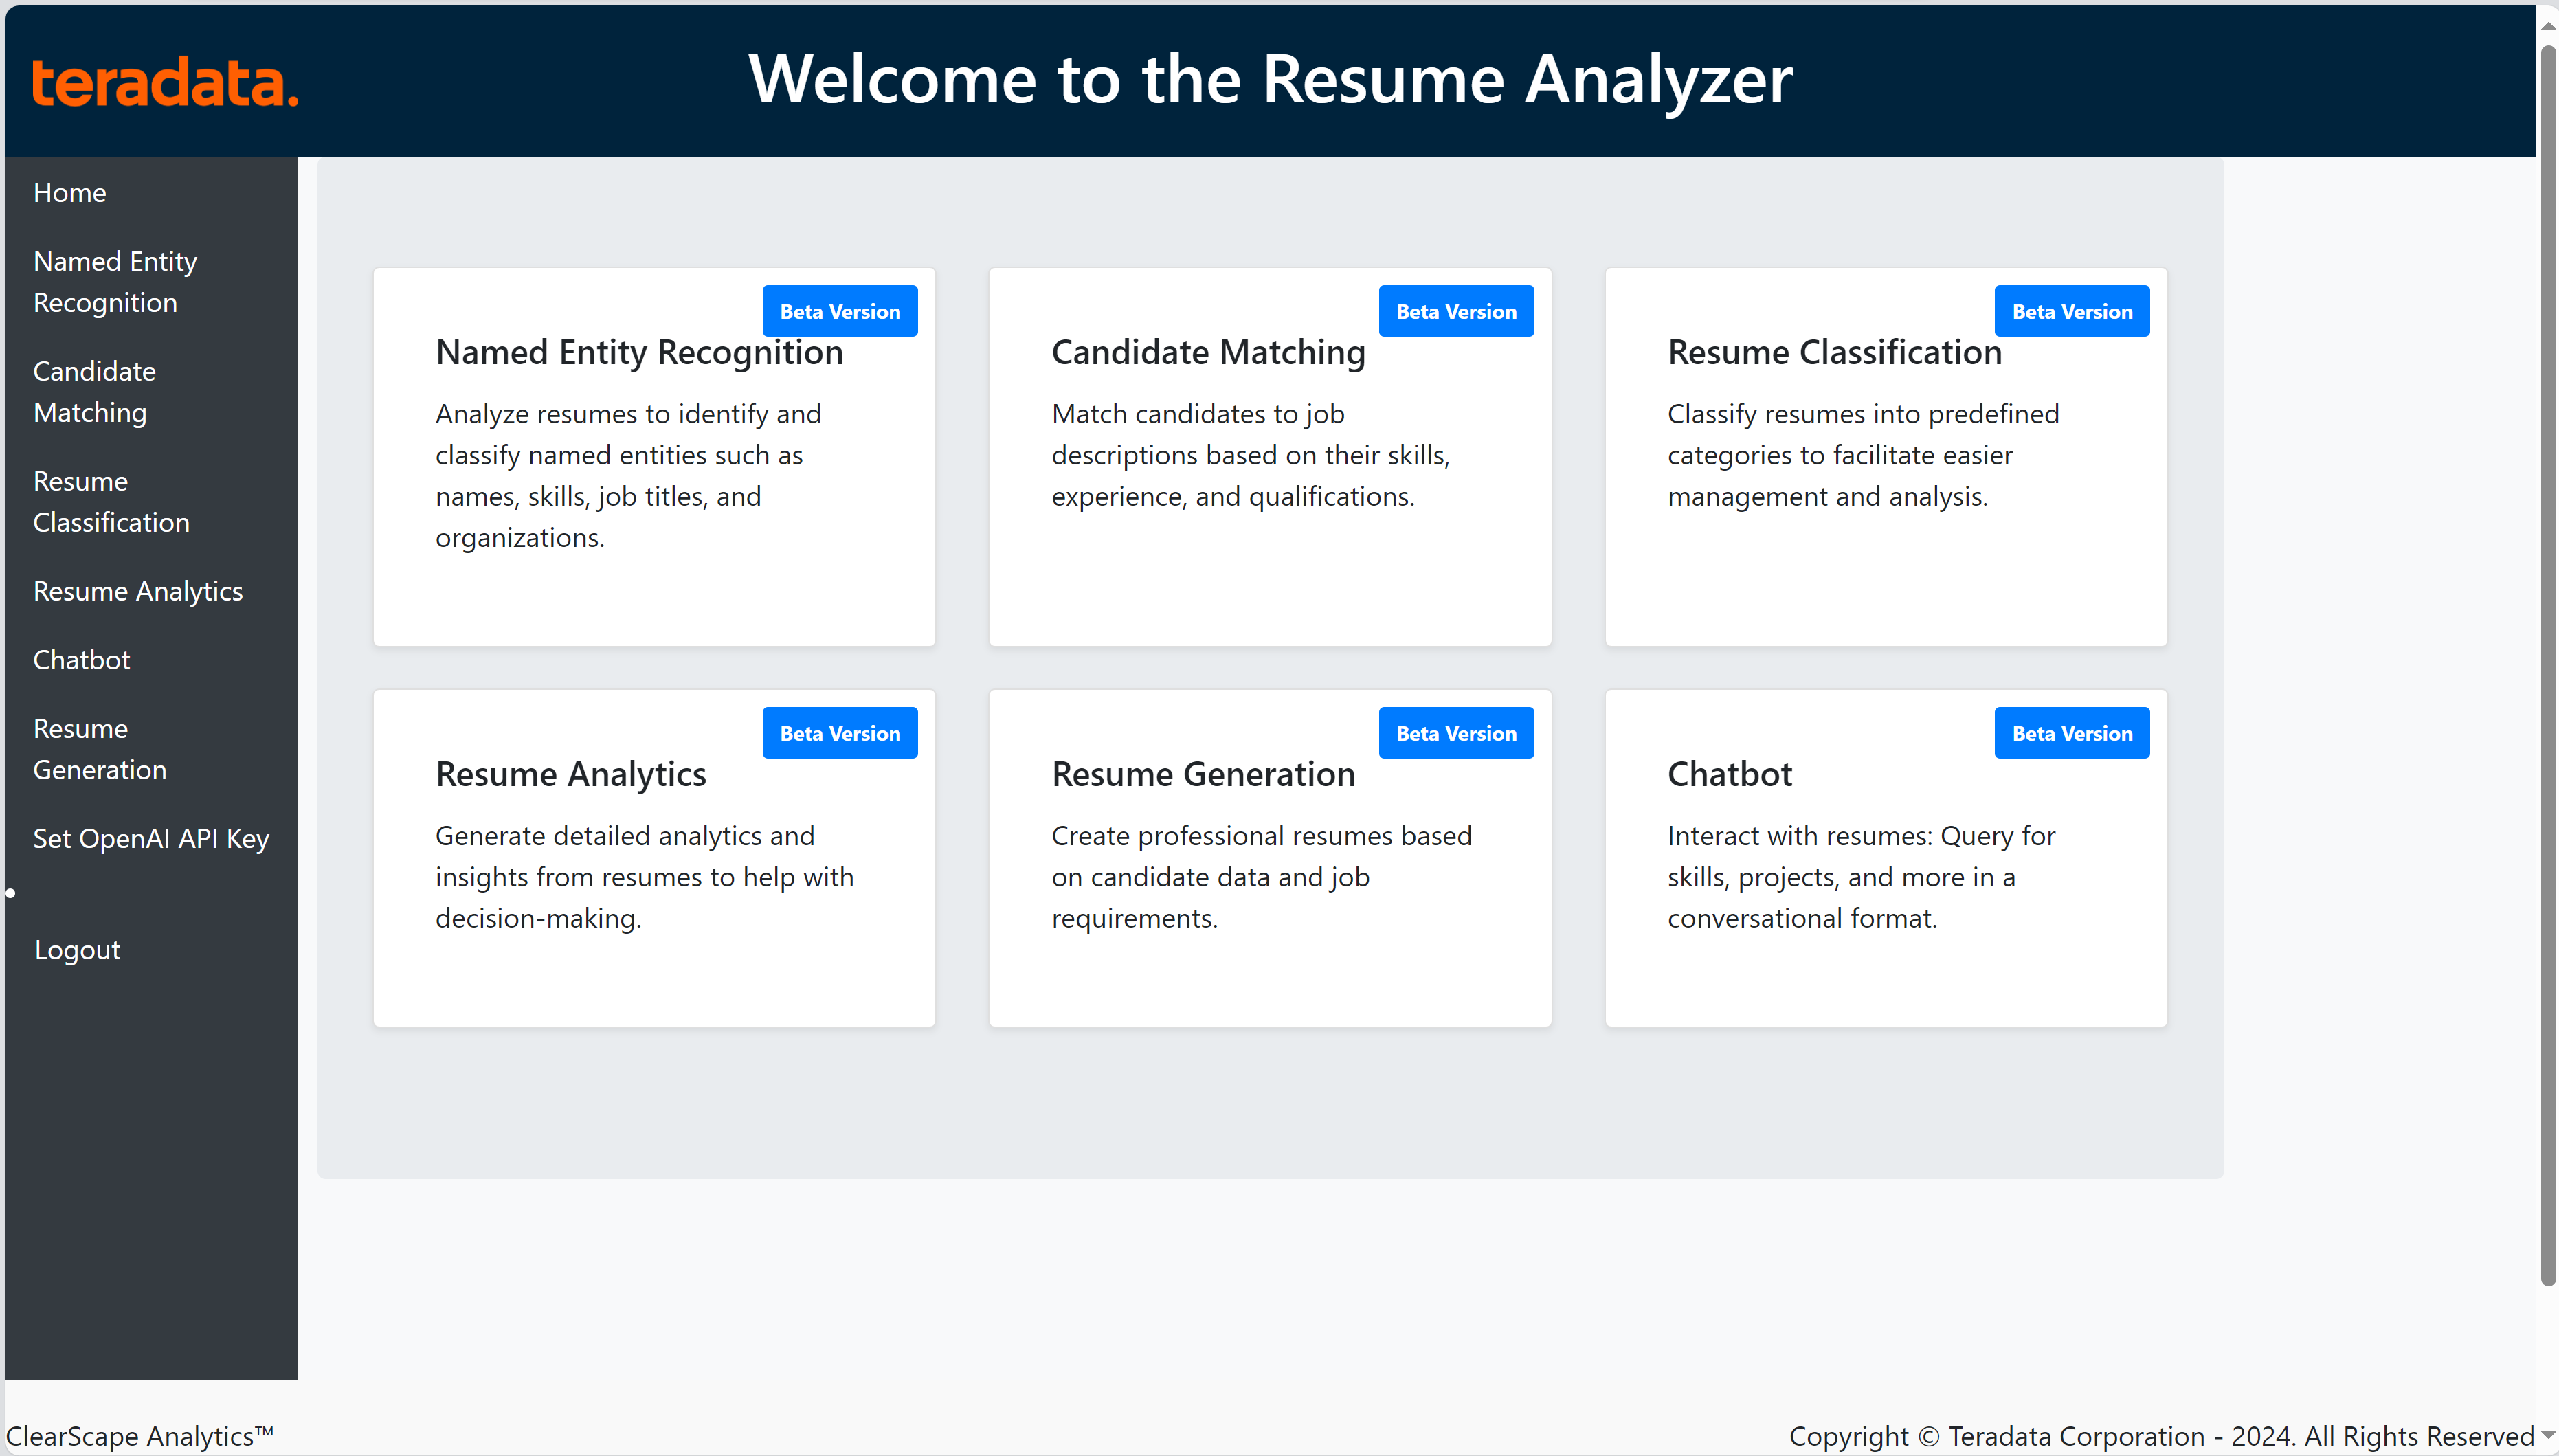 teradata.
Welcome to the Resume Analyzer
Home
Named Entity
Recognition
Candidate
Matching
Resume
Classification
Resume Analytics
Chatbot
Resume
Generation
Set OpenAI API Key
Logout
Beta Version
Named Entity Recognition
Analyze resumes to identify and
classify named entities such as
names, skills, job titles, and
organizations.
Beta Version
Candidate Matching
Match candidates to job
descriptions based on their skills,
experience, and qualifications.
Beta Version
Resume Classification
Classify resumes into predefined
categories to facilitate easier
management and analysis.
Beta Version
Resume Analytics
Generate detailed analytics and
insights from resumes to help with
decision-making.
Beta Version
Resume Generation
Create professional resumes based
on candidate data and job
requirements.
Beta Version
Chatbot
Interact with resumes: Query for
skills, projects, and more in a
conversational format.
ClearScape Analytics™
Copyright © Teradata Corporation - 2024. All Rights Reserved